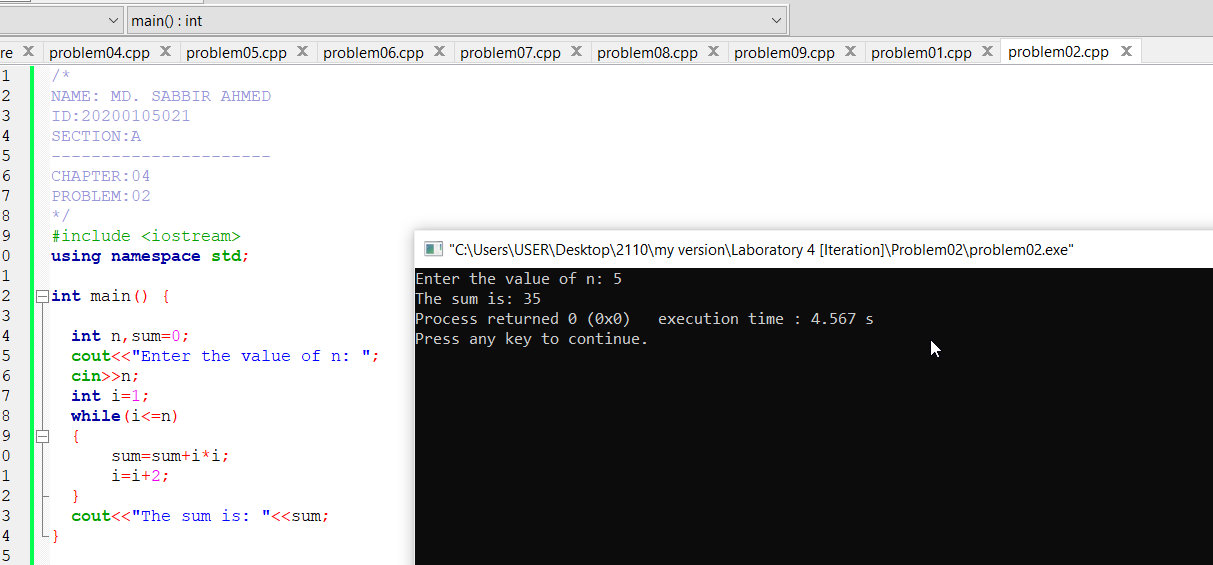 main() : int
re X problem04.cpp X problem05.cpp X problem06.cpp X problem07.cpp X problem08.cpp X problem09.cpp X problem01.cpp X problem02.cpp X
1 /*
2 NAME: MD. SABBIR AHMED
3 ID:20200105021
4 SECTION:A
5 ----------------------
6 CHAPTER:04
7 PROBLEM:02
8 */
9 #include <iostream>
0 using namespace std;
1
2 int main() {
3
4 int n,sum=0;
5 cout<<"Enter the value of n: ";
6 cin>>n;
7 int i=1;
8 while(i<=n)
9 {
0 sum=sum+i*i;
1 i=i+2;
2 }
3 cout<<"The sum is: "<<sum;
4 }
5
"C:\Users\USER\Desktop\2110\my version\Laboratory 4 [Iteration]\Problem02\problem02.exe"
Enter the value of n: 5
The sum is: 35
Process returned 0 (0x0)   execution time : 4.567 s
Press any key to continue.